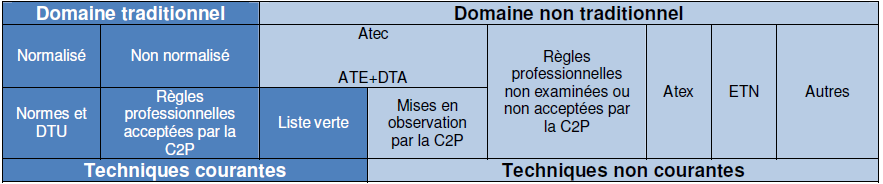 Domaine traditionnel
Domaine non traditionnel
Normalisé
Non normalisé
Atec
ATE+DTA
Règles
professionnelles
non examinées ou
non acceptées par
la C2P
Atex
ETN
Autres
Normes et
DTU
Règles
professionnelles
acceptées par la
C2P
Liste verte
Mises en
observation
par la C2P
Techniques courantes
Techniques non courantes